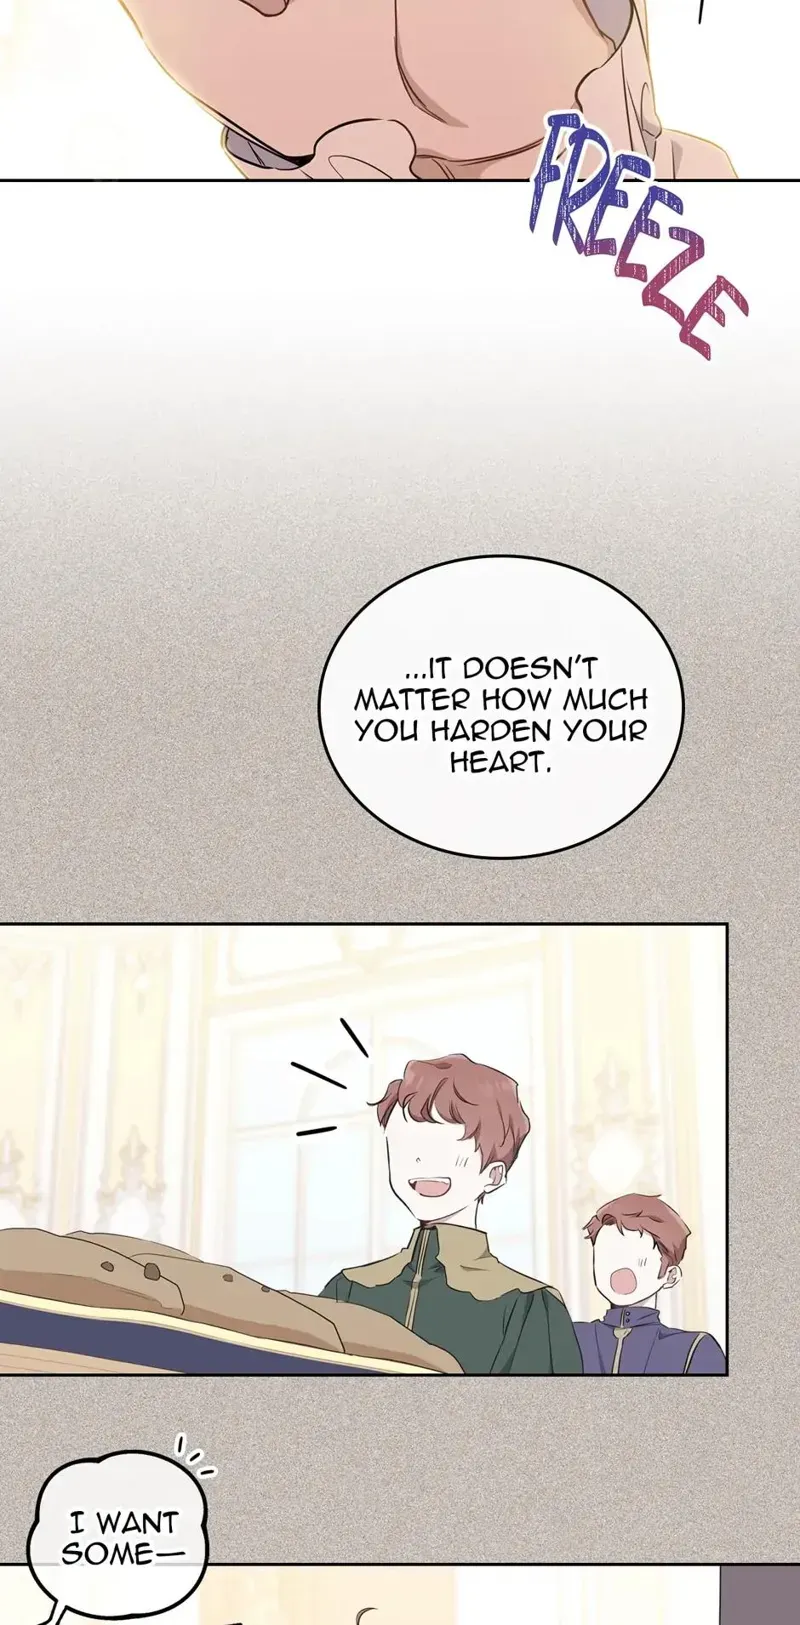 FREEZE
...IT DOESN'T
MATTER HOW MUCH
YOU HARDEN YOUR
HEART.
I WANT
SOME—